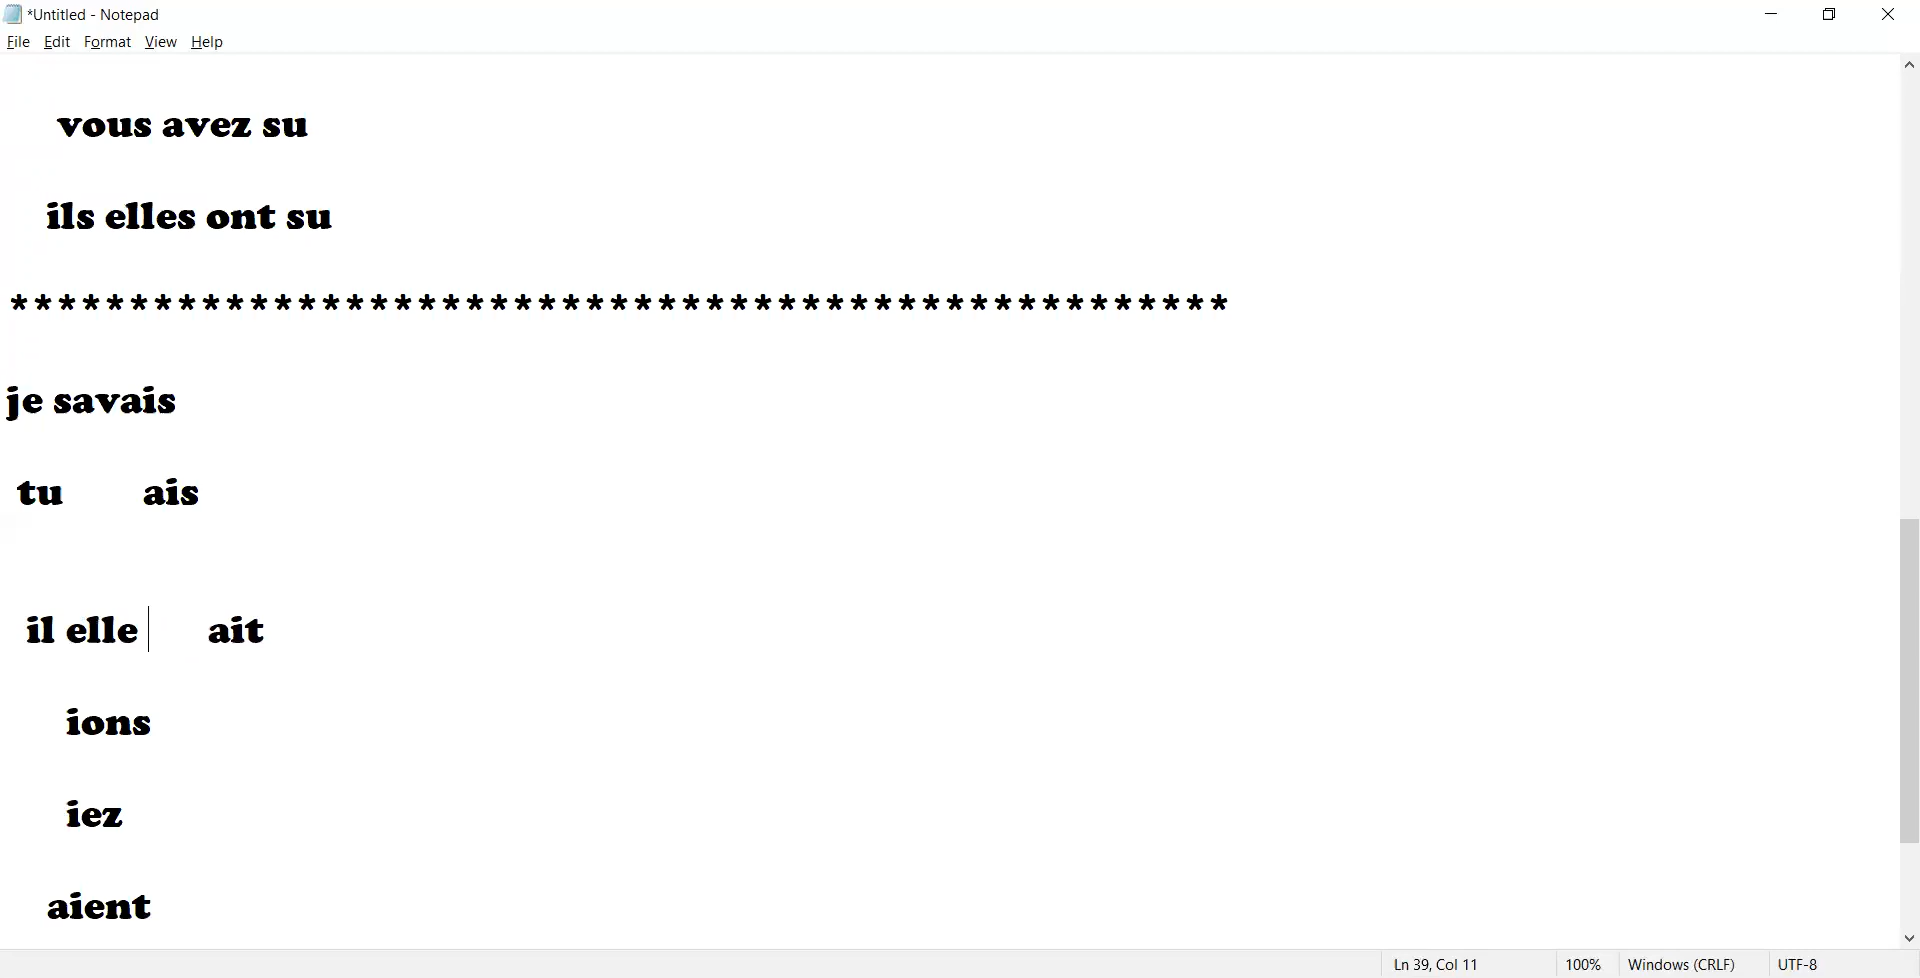 *Untitled - Notepad
File Edit Format View Help
vous avez su
ils elles ont su
***************************************************
je savais
tu ais
il elle ait
ions
iez
aient
Ln 39, Col 11 100% Windows (CRLF) UTF-8